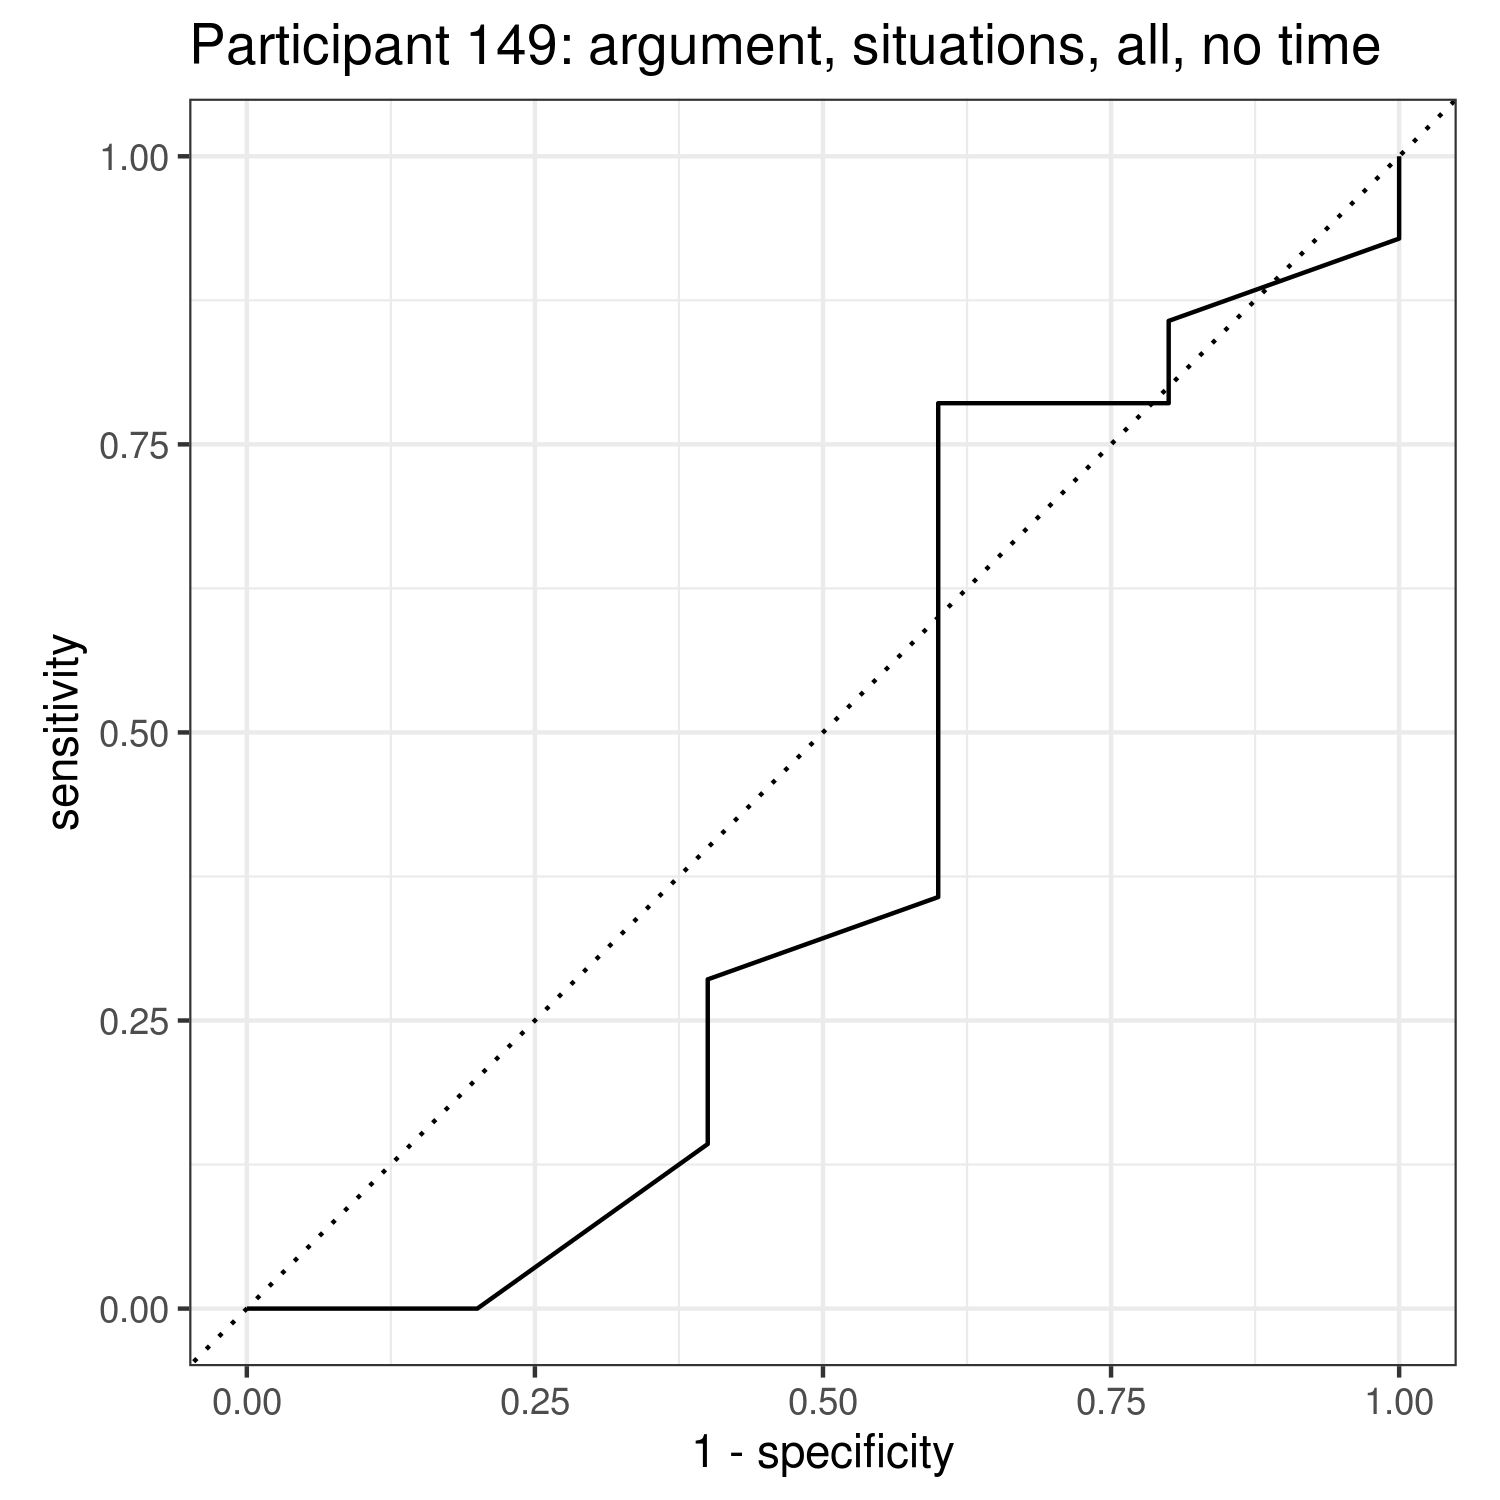 Participant 149: argument, situations, all, no time
1.00
0.75
0.50
0.25
0.00
sensitivity
0.00 0.25 0.50 0.75 1.00
1 - specificity